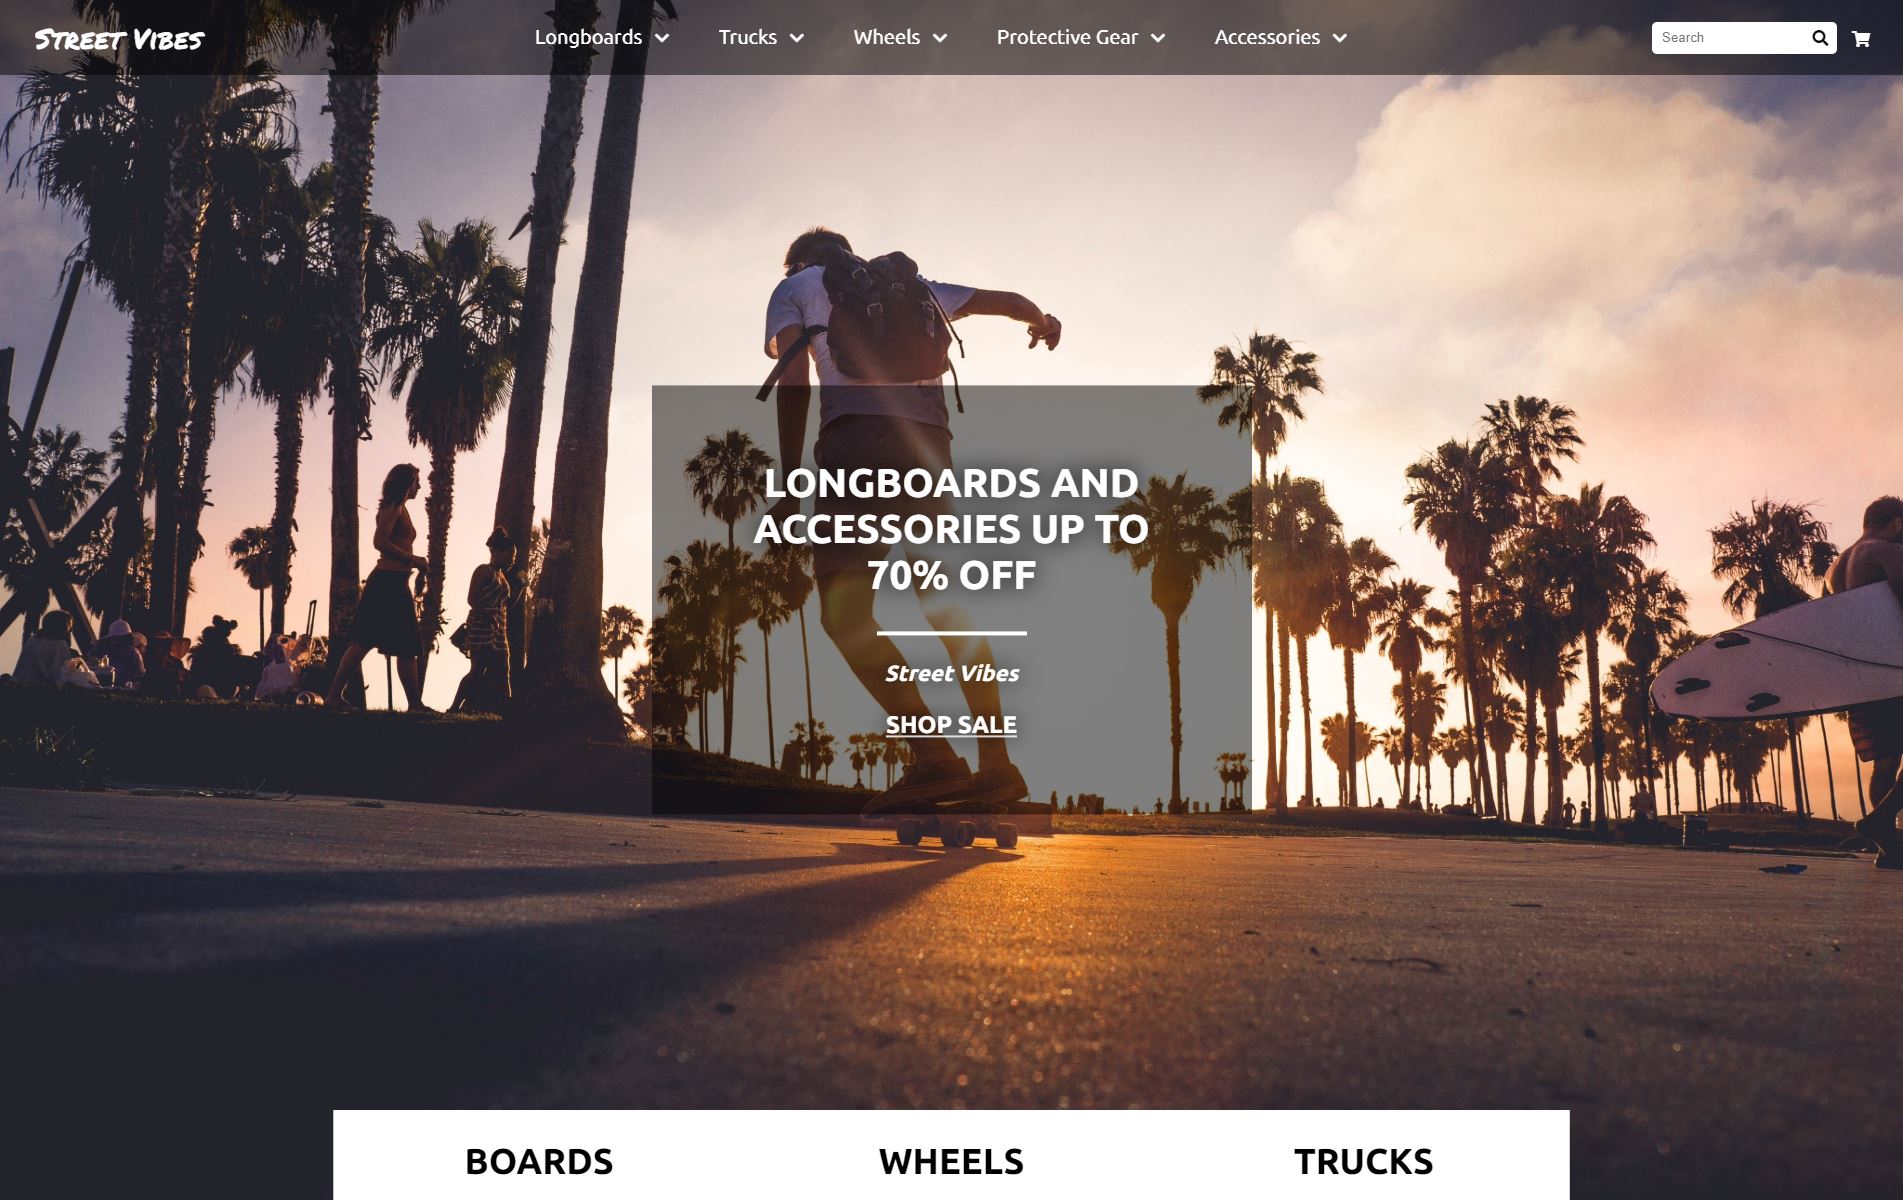 STREET VIBES
Longboards
Trucks
Wheels
Protective Gear
Accessories
Search
LONGBOARDS AND
ACCESSORIES UP TO
70% OFF
Street Vibes
SHOP SALE
BOARDS
WHEELS
TRUCKS